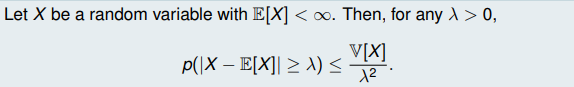 Let X be a random variable with 𝔼[X] < ∞. Then, for any λ > 0,
p(|X − 𝔼[X]| ≥ λ) ≤ 𝕍[X] / λ².